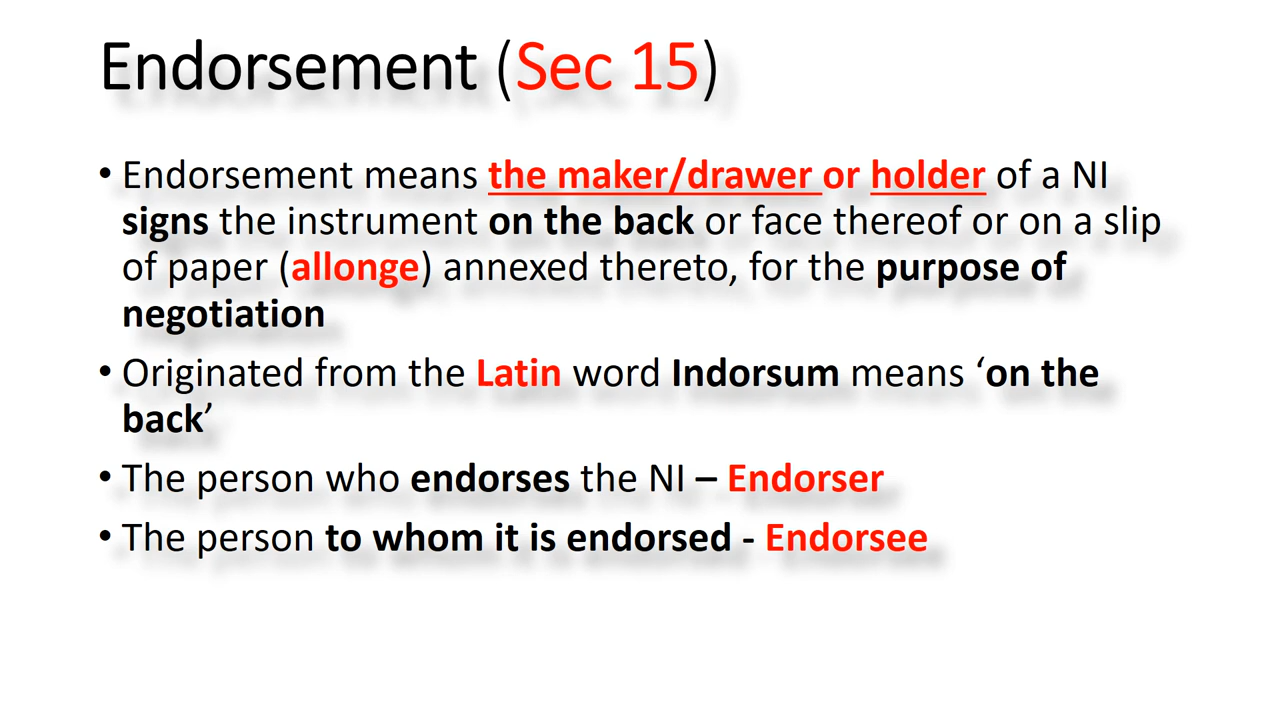 Endorsement (Sec 15)
• Endorsement means the maker/drawer or holder of a NI
signs the instrument on the back or face thereof or on a slip
of paper (allonge) annexed thereto, for the purpose of
negotiation
• Originated from the Latin word Indorsum means ‘on the
back’
• The person who endorses the NI – Endorser
• The person to whom it is endorsed - Endorsee